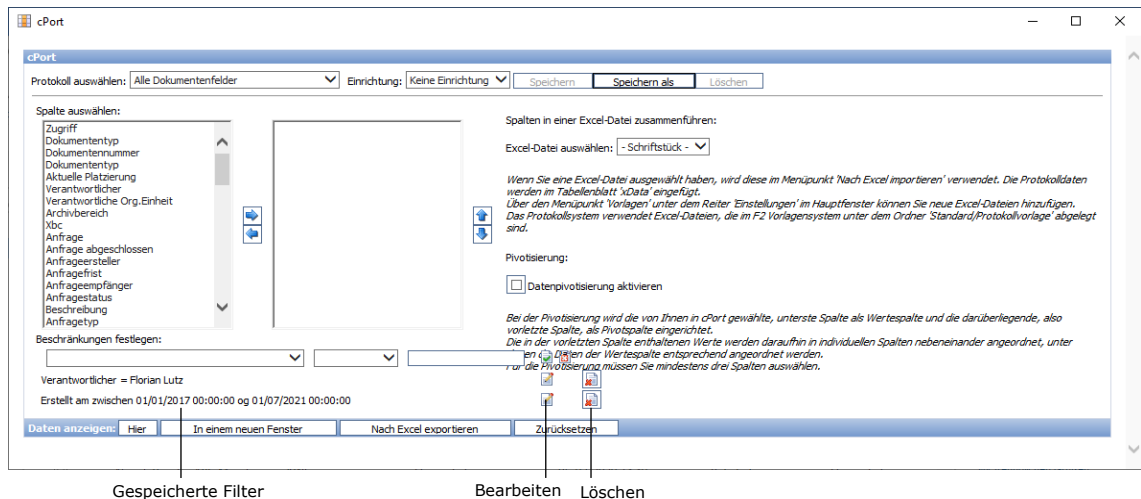 cPort
cPort
Protokoll auswählen: Alle Dokumentenfelder Einrichtung: Keine Einrichtung Speichern Speichern als Löschen
Spalte auswählen:
Zugriff
Dokumententyp
Dokumentennummer
Dokumententyp
Aktuelle Platzierung
Verantwortlicher
Verantwortliche Org.Einheit
Archivbereich
Xbc
Anfrage
Anfrage abgeschlossen
Anfrageersteller
Anfragefrist
Anfrageempfänger
Anfragestatus
Beschreibung
Anfragetyp
Spalten in einer Excel-Datei zusammenführen:
Excel-Datei auswählen: - Schriftstück -
Wenn Sie eine Excel-Datei ausgewählt haben, wird diese im Menüpunkt 'Nach Excel importieren' verwendet. Die Protokolldaten
werden im Tabellenblatt 'xData' eingefügt.
Über den Menüpunkt 'Vorlagen' unter dem Reiter 'Einstellungen' im Hauptfenster können Sie neue Excel-Dateien hinzufügen.
Das Protokollsystem verwendet Excel-Dateien, die im F2 Vorlagensystem unter dem Ordner 'Standard/Protokollvorlage' abgelegt
sind.
Pivotisierung:
Datenpivotisierung aktivieren
Bei der Pivotisierung wird die von Ihnen in cPort gewählte, unterste Spalte als Wertespalte und die darüberliegende, also
vorletzte Spalte, als Pivotspalte eingerichtet.
Die in der vorletzten Spalte enthaltenen Werte werden daraufhin in individuellen Spalten nebeneinander angeordnet, unter
der Wertespalte entsprechend angeordnet werden.
Für die Pivotisierung müssen Sie mindestens drei Spalten auswählen.
Beschränkungen festlegen:
Verantwortlicher = Florian Lutz
Erstellt am zwischen 01/01/2017 00:00:00 og 01/07/2021 00:00:00
Daten anzeigen: Hier In einem neuen Fenster Nach Excel exportieren Zurücksetzen
Gespeicherte Filter Bearbeiten Löschen